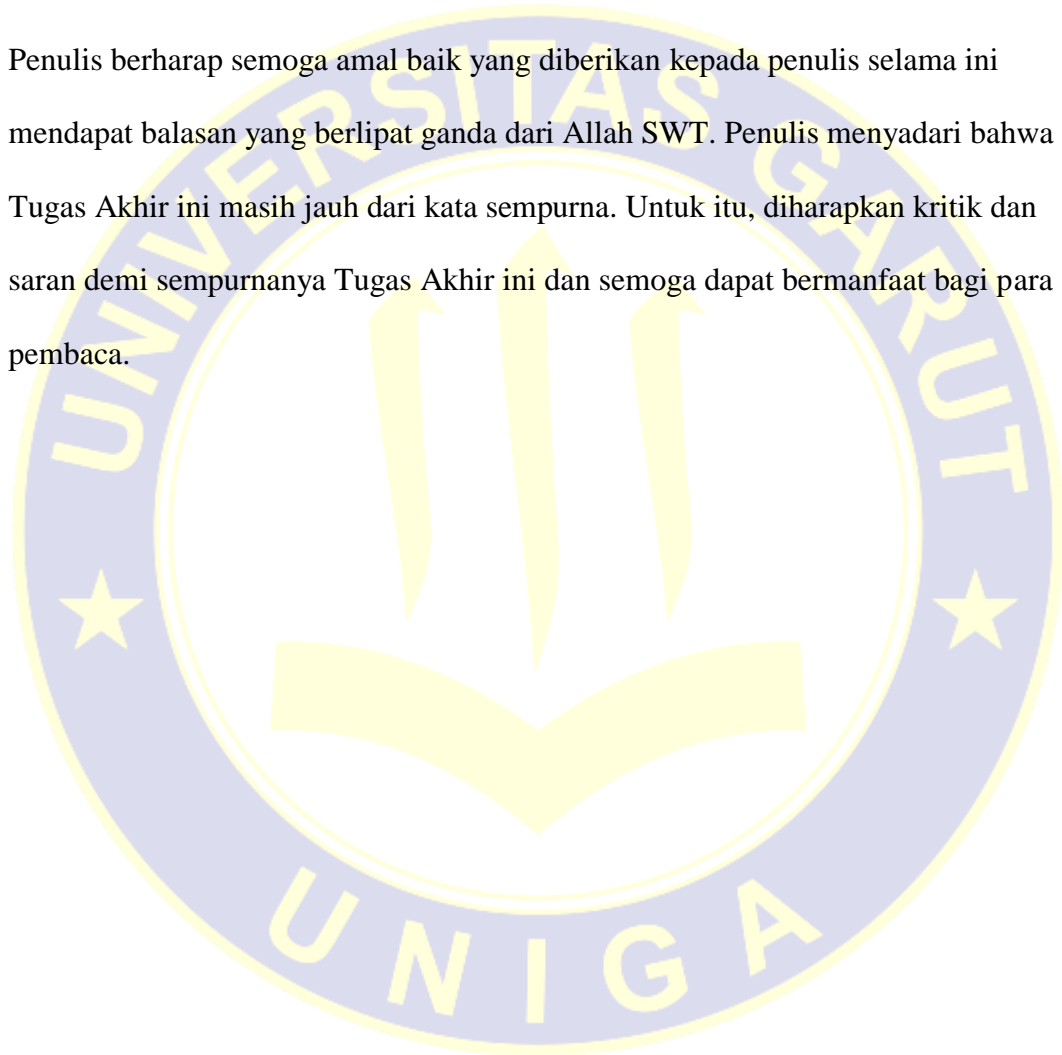 Penulis berharap semoga amal baik yang diberikan kepada penulis selama ini
mendapat balasan yang berlipat ganda dari Allah SWT. Penulis menyadari bahwa
Tugas Akhir ini masih jauh dari kata sempurna. Untuk itu, diharapkan kritik dan
saran demi sempurnanya Tugas Akhir ini dan semoga dapat bermanfaat bagi para
pembaca.
UNIVERSITAS GARUT
UNIGA